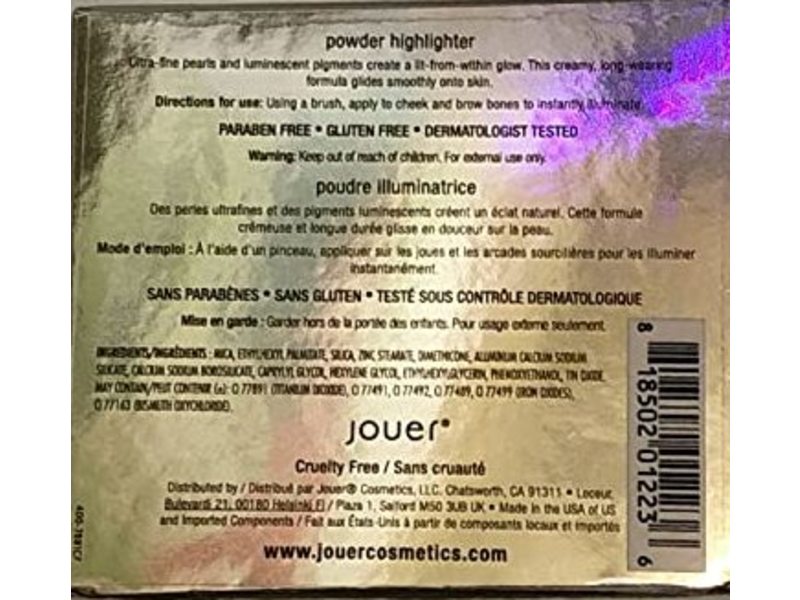 powder highlighter
Ultra-fine pearls and luminescent pigments create a lit-from-within glow. This creamy, long-wearing
formula glides smoothly onto skin.
Directions for use: Using a brush, apply to cheek and brow bones to instantly illuminate.
PARABEN FREE • GLUTEN FREE • DERMATOLOGIST TESTED
Warning: Keep out of reach of children. For external use only.
poudre illuminatrice
Des perles ultrafines et des pigments luminescents créent un éclat naturel. Cette formule
crémeuse et longue durée glisse en douceur sur la peau.
Mode d'emploi : À l'aide d'un pinceau, appliquer sur les joues et les arcades sourcilières pour les illuminer
instantanément.
SANS PARABÈNES • SANS GLUTEN • TESTÉ SOUS CONTRÔLE DERMATOLOGIQUE
Mise en garde : Garder hors de la portée des enfants. Pour usage externe seulement.
INGREDIENTS/INGRÉDIENTS : MICA, ETHYLHEXYL PALMITATE, SILICA, ZINC STEARATE, DIMETHICONE, ALUMINUM CALCIUM SODIUM
SILICATE, CALCIUM SODIUM BOROSILICATE, CAPRYLYL GLYCOL, HEXYLENE GLYCOL, ETHYLHEXYLGLYCERIN, PHENOXYETHANOL, TIN OXIDE.
MAY CONTAIN/PEUT CONTENIR (±): CI 77891 (TITANIUM DIOXIDE), CI 77491, CI 77492, CI 77489, CI 77499 (IRON OXIDES),
CI 77163 (BISMUTH OXYCHLORIDE).
jouer®
Cruelty Free / Sans cruauté
Distributed by / Distribué par Jouer® Cosmetics, LLC. Chatsworth, CA 91311 • Loceur,
Bulevardi 21, 00180 Helsinki FI / Plaza 1, Salford M50 3UB UK • Made in the USA of US
and Imported Components / Fait aux États-Unis à partir de composants locaux et importés
www.jouercosmetics.com
8 18502 01223 6